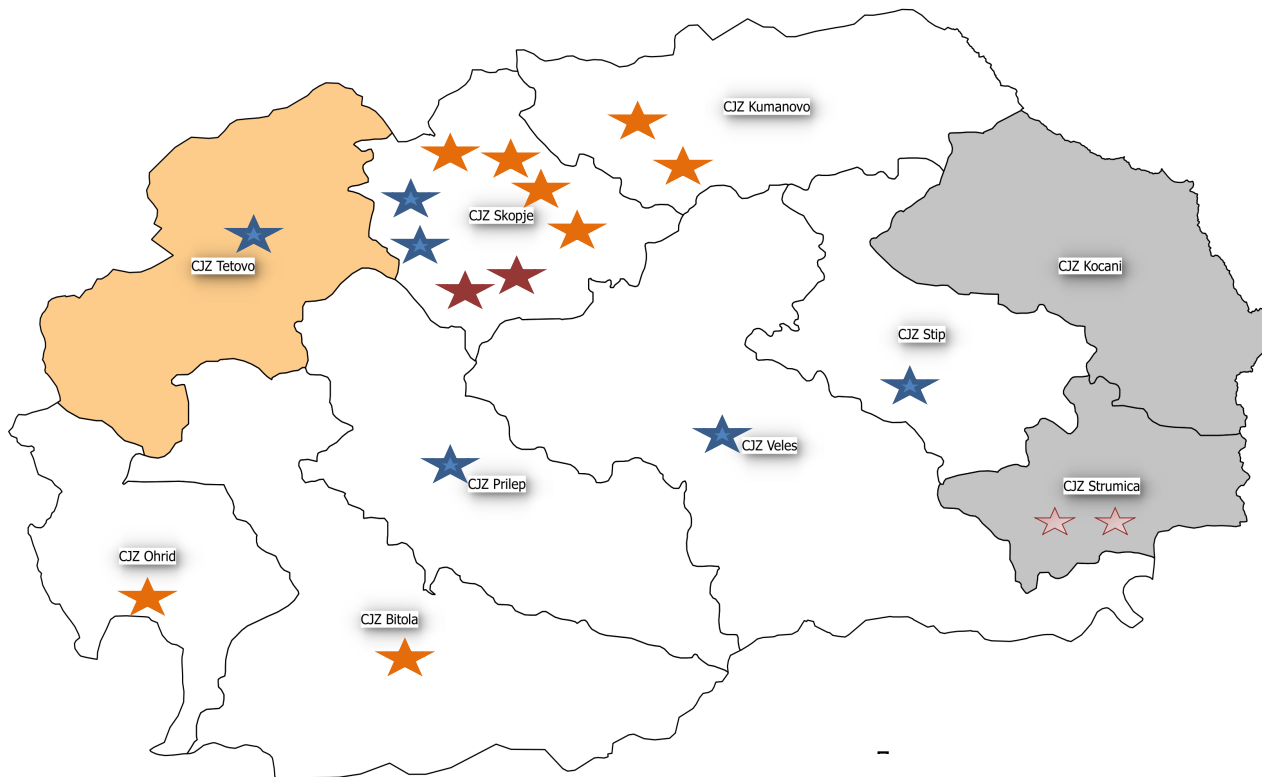 CJZ Kumanovo
CJZ Skopje
CJZ Tetovo
CJZ Kocani
CJZ Stip
CJZ Veles
CJZ Prilep
CJZ Strumica
CJZ Ohrid
CJZ Bitola